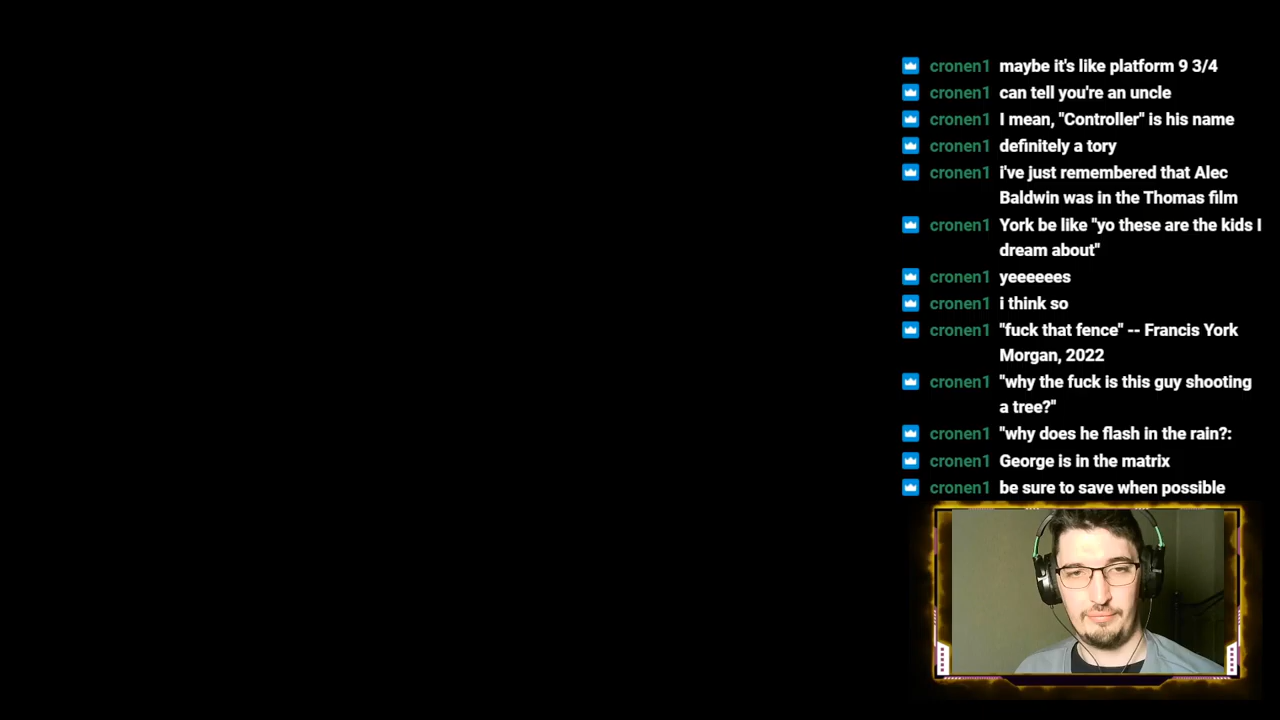 cronen1 maybe it's like platform 9 3/4
cronen1 can tell you're an uncle
cronen1 I mean, "Controller" is his name
cronen1 definitely a tory
cronen1 i've just remembered that Alec
Baldwin was in the Thomas film
cronen1 York be like "yo these are the kids I
dream about"
cronen1 yeeeeees
cronen1 i think so
cronen1 "fuck that fence" -- Francis York
Morgan, 2022
cronen1 "why the fuck is this guy shooting
a tree?"
cronen1 "why does he flash in the rain?:
cronen1 George is in the matrix
cronen1 be sure to save when possible